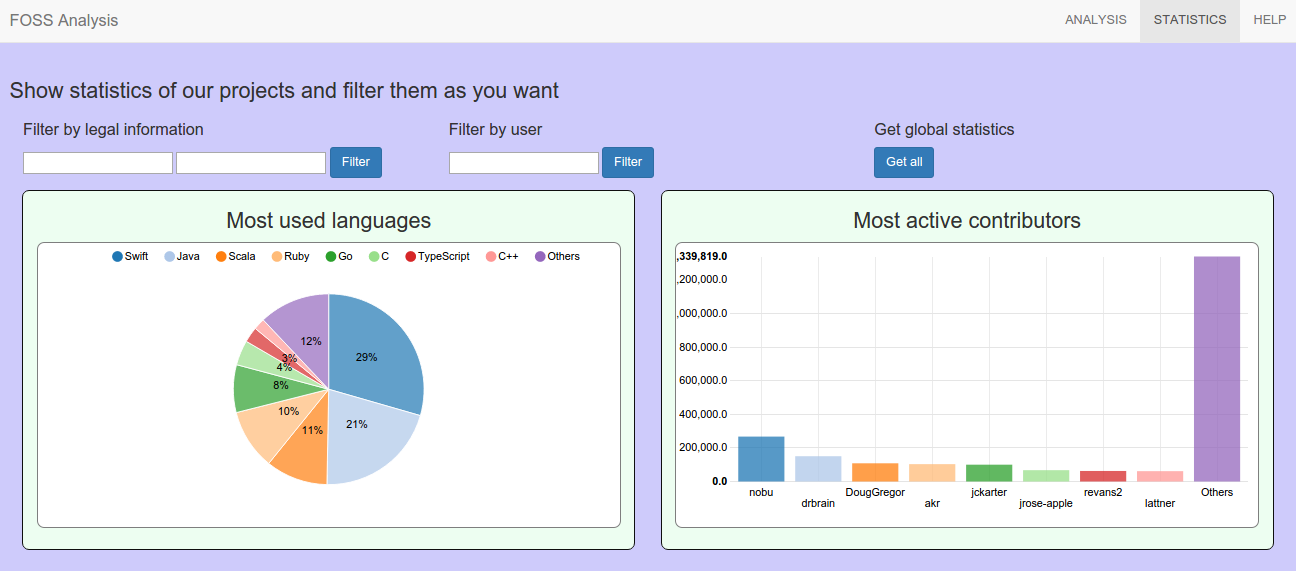 FOSS Analysis ANALYSIS STATISTICS HELP
Show statistics of our projects and filter them as you want
Filter by legal information Filter by user Get global statistics
Filter Filter Get all
Most used languages
Swift Java Scala Ruby Go C TypeScript C++ Others
12%
29%
3%
4%
8%
10%
21%
11%
Most active contributors
,339,819.0
,200,000.0
,000,000.0
800,000.0
600,000.0
400,000.0
200,000.0
0.0
nobu DougGregor jckarter revans2 Others
drbrain akr jrose-apple lattner